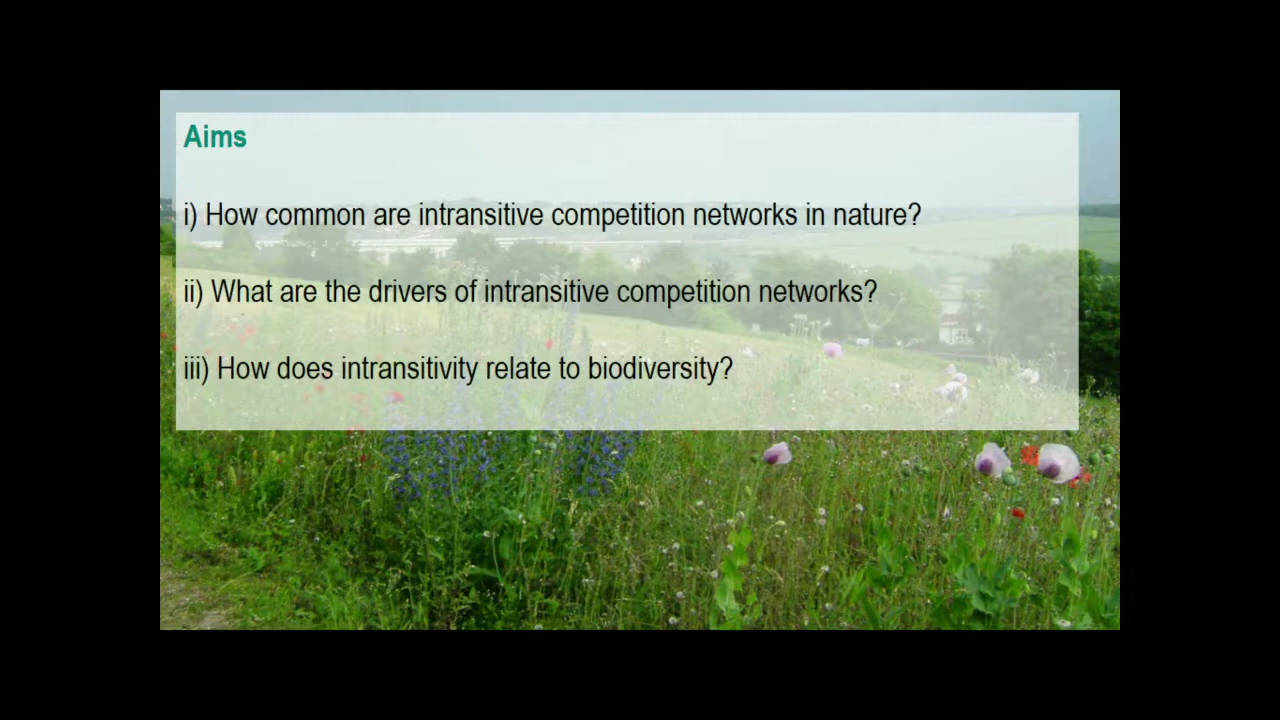 Aims
i) How common are intransitive competition networks in nature?
ii) What are the drivers of intransitive competition networks?
iii) How does intransitivity relate to biodiversity?